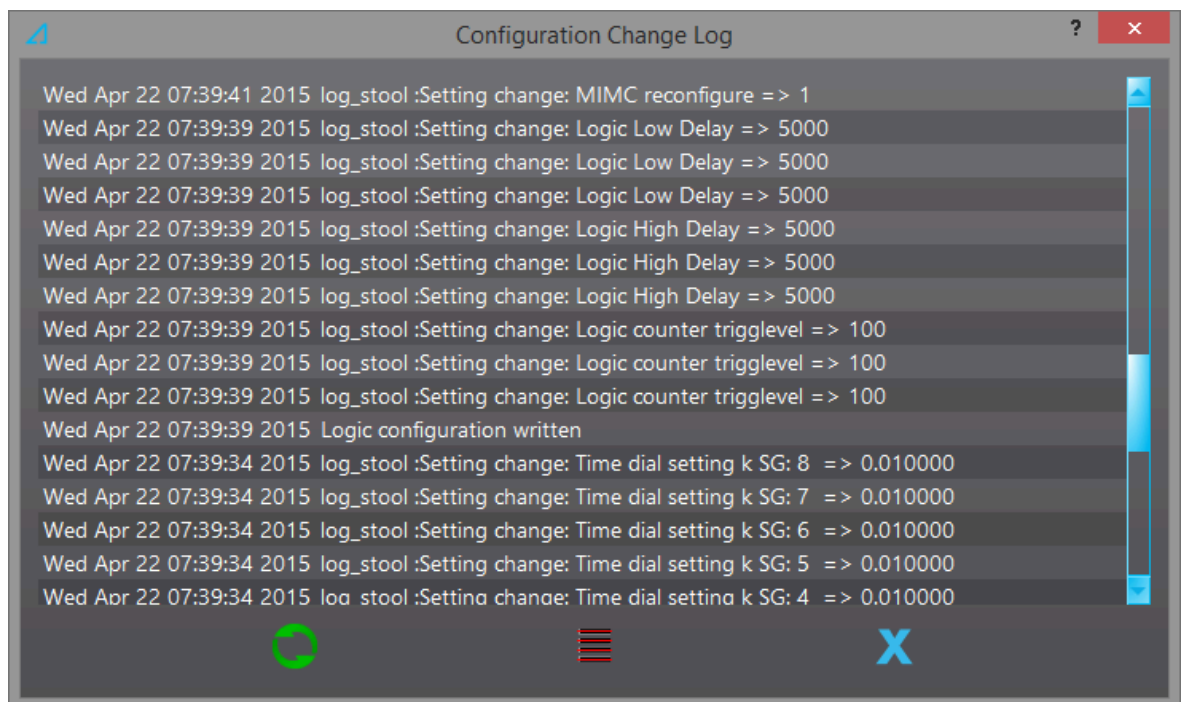 Configuration Change Log
?
Wed Apr 22 07:39:41 2015 log_stool :Setting change: MIMC reconfigure => 1
Wed Apr 22 07:39:39 2015 log_stool :Setting change: Logic Low Delay => 5000
Wed Apr 22 07:39:39 2015 log_stool :Setting change: Logic Low Delay => 5000
Wed Apr 22 07:39:39 2015 log_stool :Setting change: Logic Low Delay => 5000
Wed Apr 22 07:39:39 2015 log_stool :Setting change: Logic High Delay => 5000
Wed Apr 22 07:39:39 2015 log_stool :Setting change: Logic High Delay => 5000
Wed Apr 22 07:39:39 2015 log_stool :Setting change: Logic High Delay => 5000
Wed Apr 22 07:39:39 2015 log_stool :Setting change: Logic counter trigglevel => 100
Wed Apr 22 07:39:39 2015 log_stool :Setting change: Logic counter trigglevel => 100
Wed Apr 22 07:39:39 2015 log_stool :Setting change: Logic counter trigglevel => 100
Wed Apr 22 07:39:39 2015 Logic configuration written
Wed Apr 22 07:39:34 2015 log_stool :Setting change: Time dial setting k SG: 8 => 0.010000
Wed Apr 22 07:39:34 2015 log_stool :Setting change: Time dial setting k SG: 7 => 0.010000
Wed Apr 22 07:39:34 2015 log_stool :Setting change: Time dial setting k SG: 6 => 0.010000
Wed Apr 22 07:39:34 2015 log_stool :Setting change: Time dial setting k SG: 5 => 0.010000
Wed Apr 22 07:39:34 2015 log_stool :Setting change: Time dial setting k SG: 4 => 0.010000